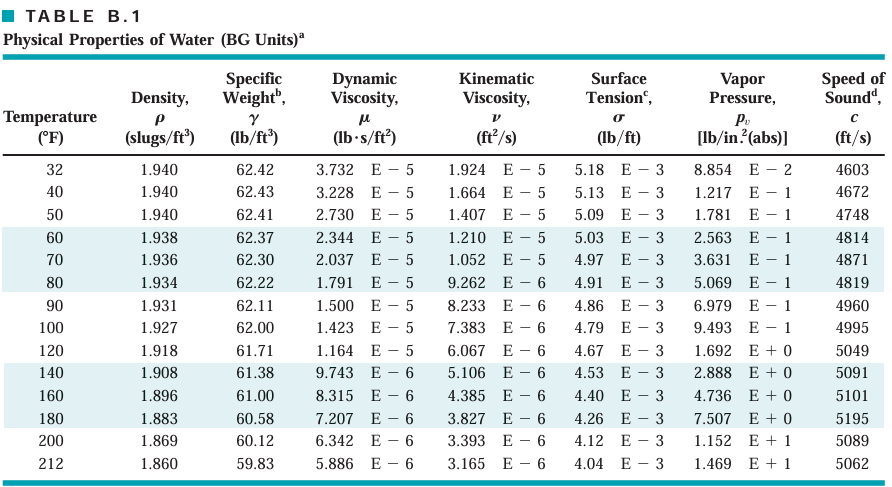 TABLE B.1
Physical Properties of Water (BG Units)ᵃ
Temperature (°F) Density, ρ (slugs/ft³) Specific Weightᵇ, γ (lb/ft³) Dynamic Viscosity, μ (lb·s/ft²) Kinematic Viscosity, ν (ft²/s) Surface Tensionᶜ, σ (lb/ft) Vapor Pressure, pᵥ [lb/in.²(abs)] Speed of Soundᵈ, c (ft/s)
32 1.940 62.42 3.732 E − 5 1.924 E − 5 5.18 E − 3 8.854 E − 2 4603
40 1.940 62.43 3.228 E − 5 1.664 E − 5 5.13 E − 3 1.217 E − 1 4672
50 1.940 62.41 2.730 E − 5 1.407 E − 5 5.09 E − 3 1.781 E − 1 4748
60 1.938 62.37 2.344 E − 5 1.210 E − 5 5.03 E − 3 2.563 E − 1 4814
70 1.936 62.30 2.037 E − 5 1.052 E − 5 4.97 E − 3 3.631 E − 1 4871
80 1.934 62.22 1.791 E − 5 9.262 E − 6 4.91 E − 3 5.069 E − 1 4819
90 1.931 62.11 1.500 E − 5 8.233 E − 6 4.86 E − 3 6.979 E − 1 4960
100 1.927 62.00 1.423 E − 5 7.383 E − 6 4.79 E − 3 9.493 E − 1 4995
120 1.918 61.71 1.164 E − 5 6.067 E − 6 4.67 E − 3 1.692 E + 0 5049
140 1.908 61.38 9.743 E − 6 5.106 E − 6 4.53 E − 3 2.888 E + 0 5091
160 1.896 61.00 8.315 E − 6 4.385 E − 6 4.40 E − 3 4.736 E + 0 5101
180 1.883 60.58 7.207 E − 6 3.827 E − 6 4.26 E − 3 7.507 E + 0 5195
200 1.869 60.12 6.342 E − 6 3.393 E − 6 4.12 E − 3 1.152 E + 1 5089
212 1.860 59.83 5.886 E − 6 3.165 E − 6 4.04 E − 3 1.469 E + 1 5062